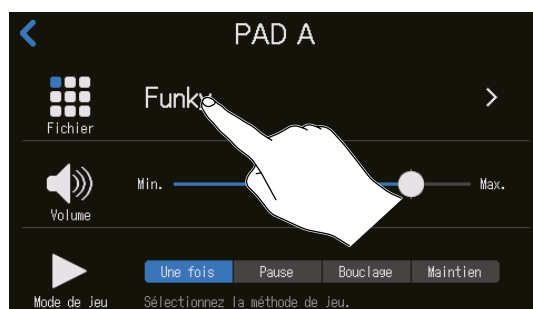 PAD A
Funky
Fichier
Min.
Max.
Volume
Une fois
Pause
Bouclage
Maintien
Mode de jeu
Sélectionnez la méthode de jeu.